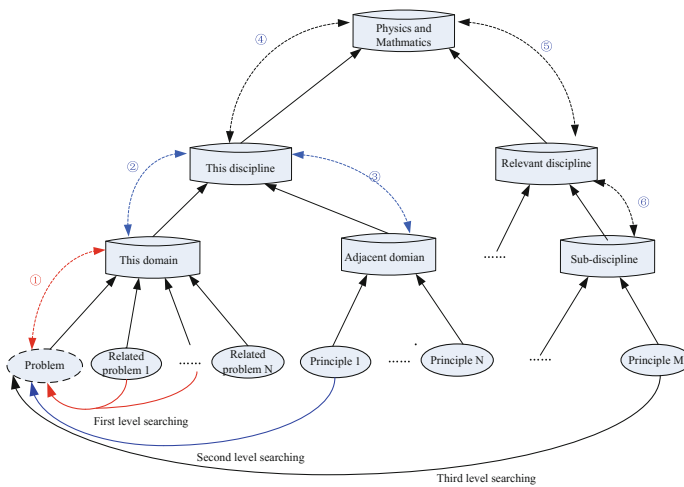 Physics and
Mathmatics
④
⑤
②
This discipline
③
Relevant discipline
⑥
①
This domain
Adjacent domian
......
Sub-discipline
Problem
Related
problem 1
......
Related
problem N
Principle 1
......
Principle N
......
Principle M
First level searching
Second level searching
Third level searching